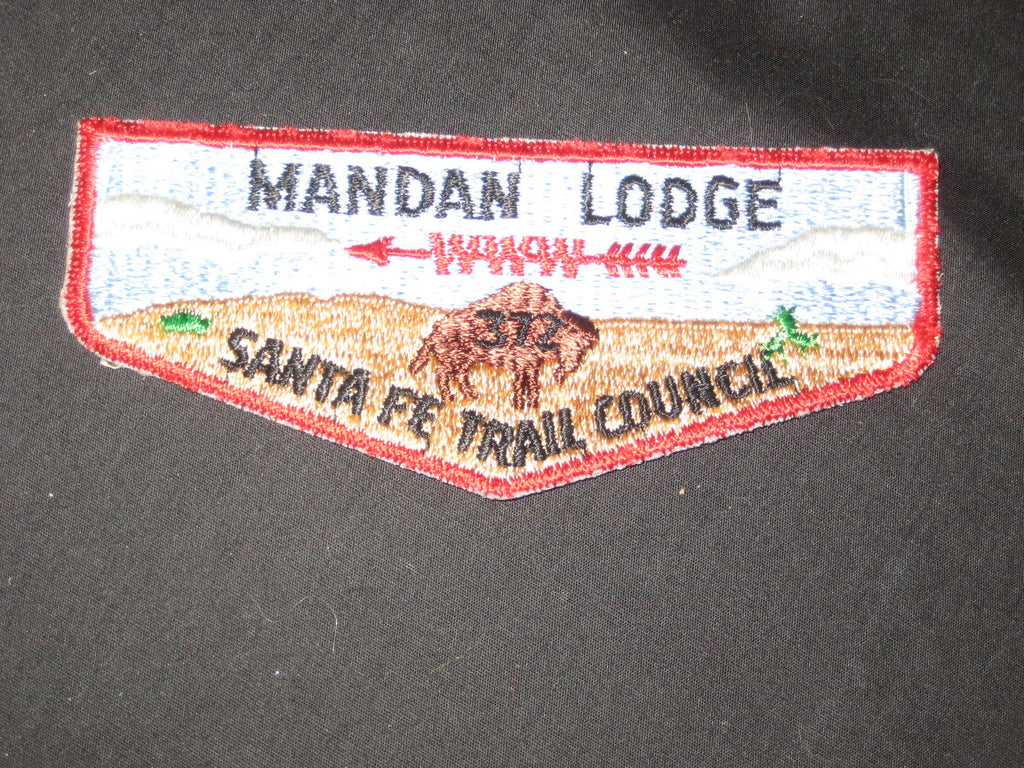 MANDAN LODGE
WWW
372
SANTA FE TRAIL COUNCIL